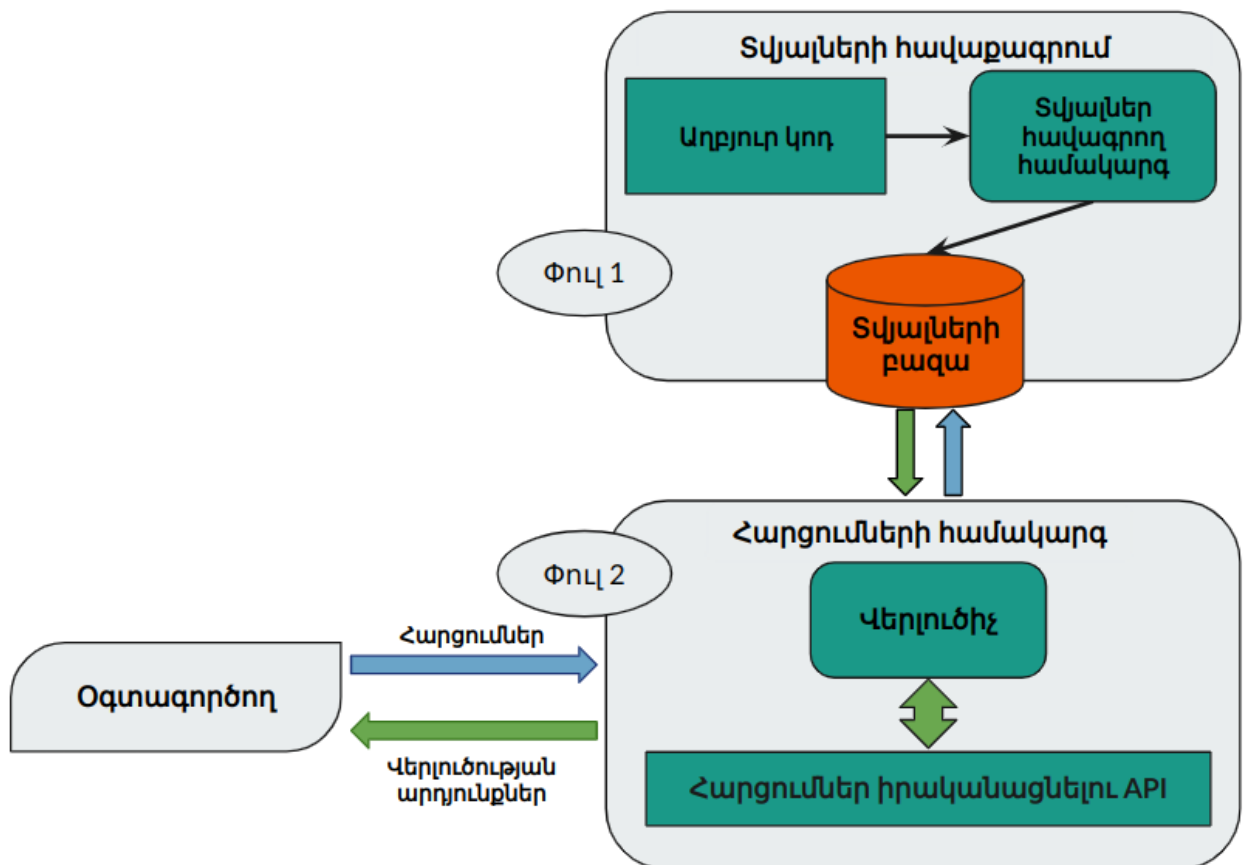 Տվյալների հավաքագրում
Աղբյուր կոդ
Տվյալներ
հավագրող
համակարգ
Փուլ 1
Տվյալների
բազա
Հարցումների համակարգ
Փուլ 2
Վերլուծիչ
Հարցումներ
Օգտագործող
Վերլուծության
արդյունքներ
Հարցումներ իրականացնելու API